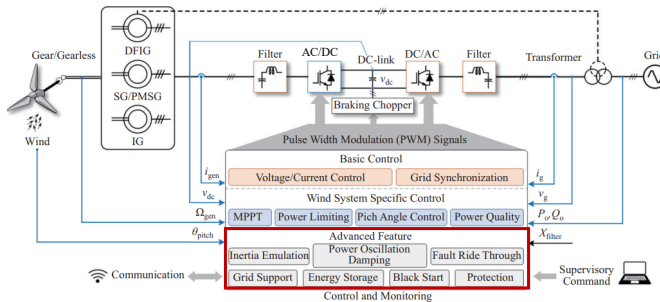 Gear/Gearless
DFIG
SG/PMSG
IG
Wind
Filter
AC/DC
DC-link
v_dc
DC/AC
Filter
Transformer
Grid
Braking Chopper
Pulse Width Modulation (PWM) Signals
Basic Control
Voltage/Current Control
Grid Synchronization
Wind System Specific Control
MPPT
Power Limiting
Pich Angle Control
Power Quality
Advanced Feature
Inertia Emulation
Power Oscillation
Damping
Fault Ride Through
Grid Support
Energy Storage
Black Start
Protection
Control and Monitoring
i_gen
v_dc
Ω_gen
θ_pitch
i_g
v_g
P_o,Q_o
X_filter
Communication
Supervisory
Command